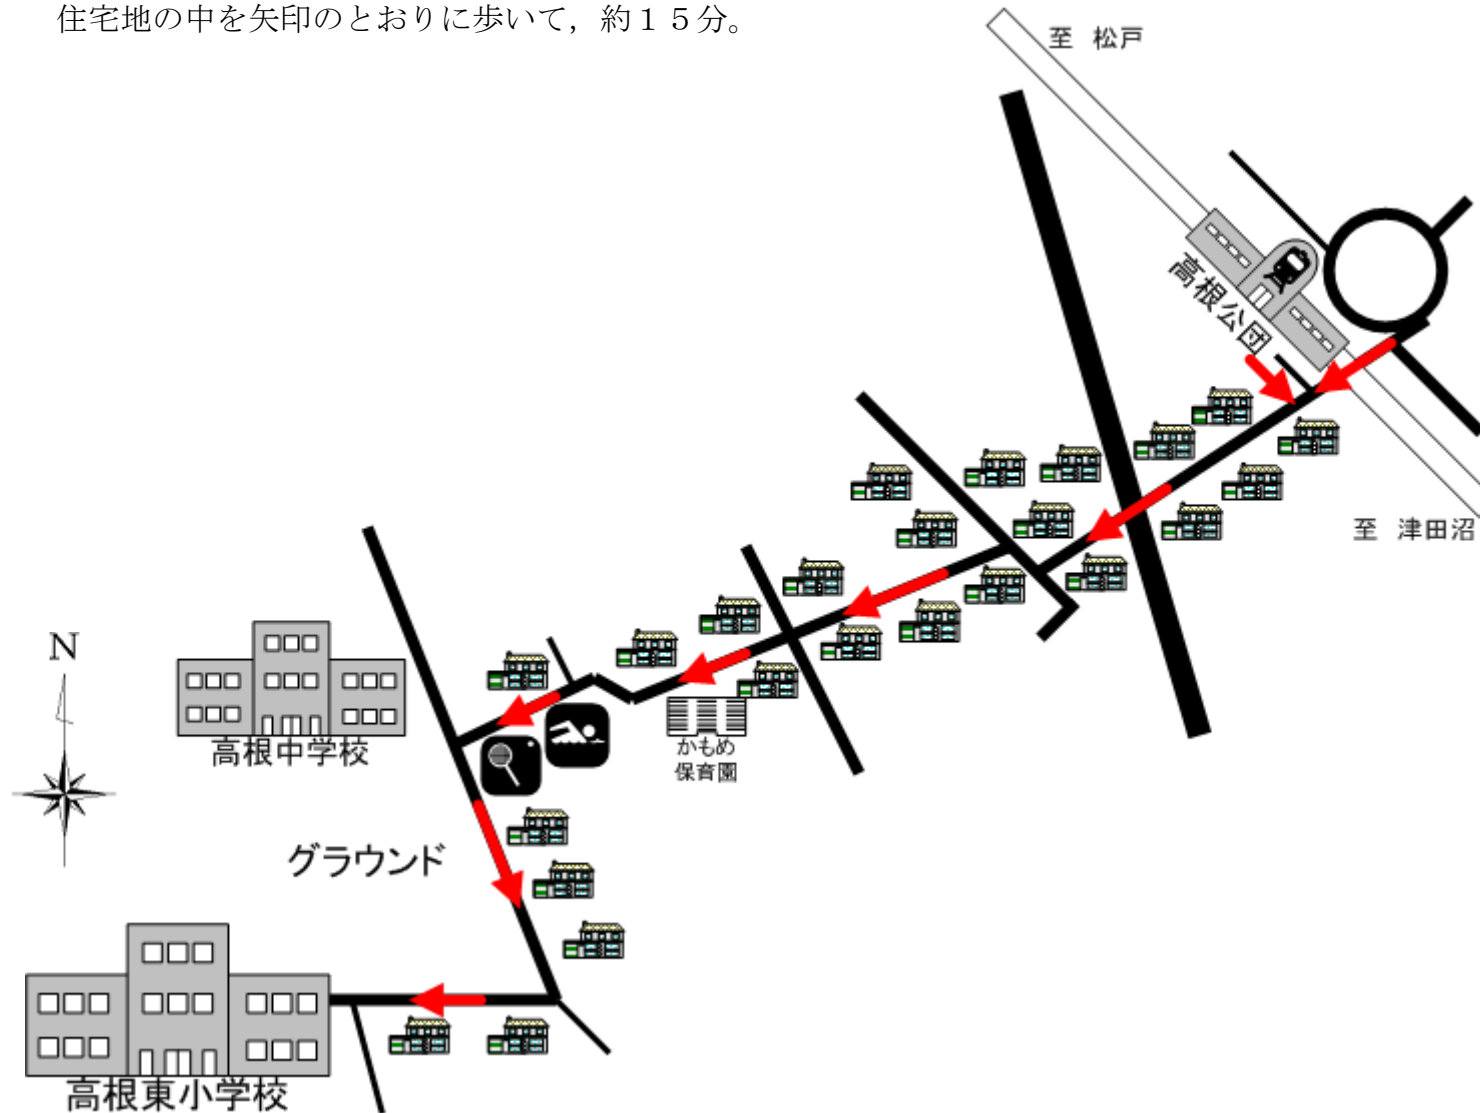 住宅地の中を矢印のとおりに歩いて，約１５分。
至 松戸
高根公団
至 津田沼
N
高根中学校
かもめ
保育園
グラウンド
高根東小学校